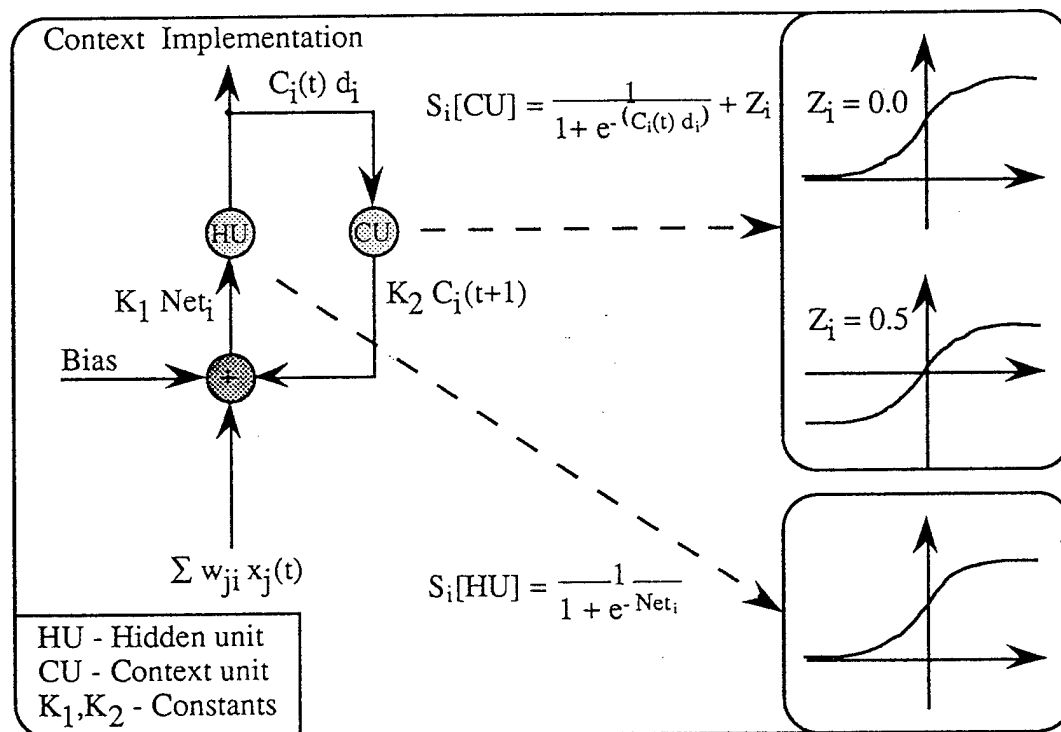 Context Implementation
C_i(t) d_i
S_i[CU] = 1 / (1+ e^-(C_i(t) d_i)) + Z_i
Z_i = 0.0
HU
CU
K_1 Net_i
K_2 C_i(t+1)
Z_i = 0.5
Bias
+
Σ w_ji x_j(t)
S_i[HU] = 1 / (1 + e^- Net_i)
HU - Hidden unit
CU - Context unit
K_1,K_2 - Constants